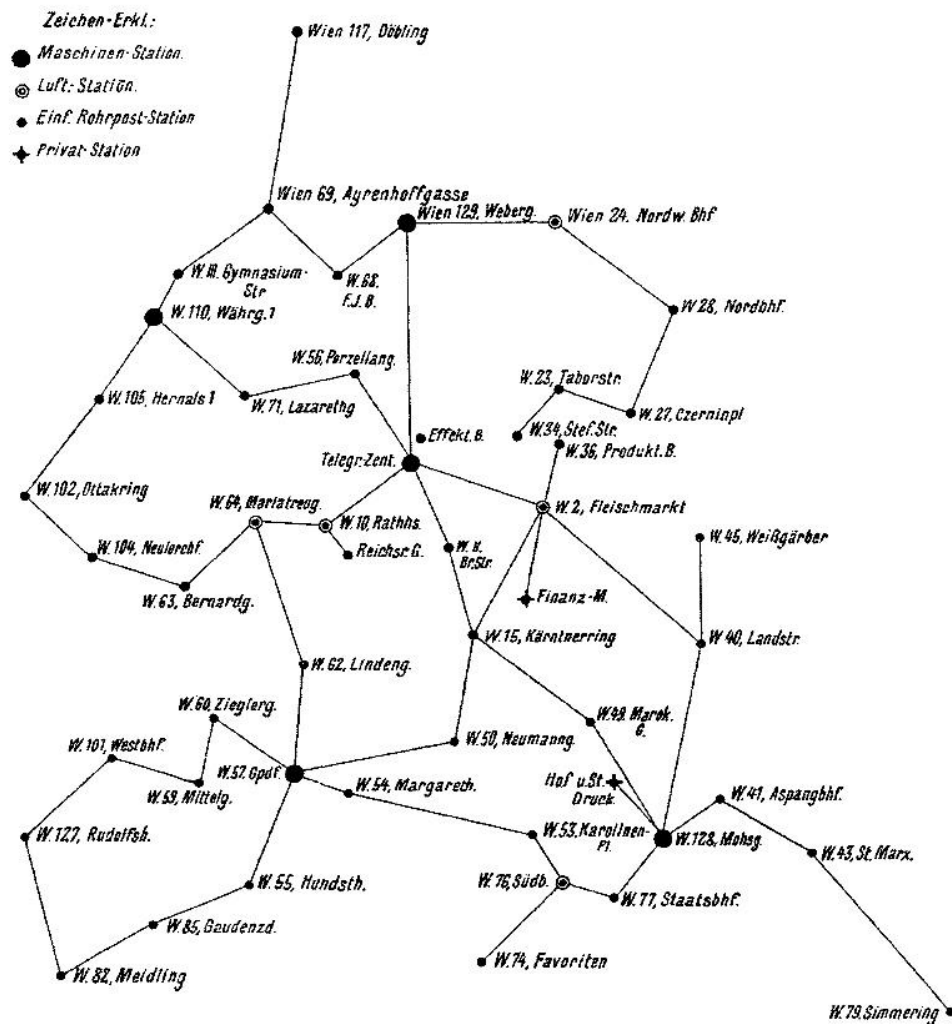 Zeichen-Erkl.:
Maschinen-Station.
Luft-Station.
Einf. Rohrpost-Station
Privat-Station
Wien 117, Döbling
Wien 69, Ayrenhoffgasse
Wien 129, Weberg.
Wien 24. Nordw. Bhf
W. 111. Gymnasium-
Str
W. 68.
F.J.B.
W. 28, Nordbhf.
W. 110, Währg. 1
W. 56, Porzellang.
W. 23, Taborstr.
W. 105, Hernals 1
W. 71, Lazarethg
W. 27, Czerninpl
W. 34, Stef. Str.
Effekt. B.
W. 36, Produkt. B.
Telegr.-Zent.
W. 102, Ottakring
W. 64, Mariatreug.
W. 10, Rathhs.
W. 2, Fleischmarkt
W. 45, Weißgärber
W. 104, Neulerchf.
Reichsr. G.
Br. Str.
W. 63, Bernardg.
Finanz-M.
W. 15, Kärntnerring
W. 40, Landstr.
W. 62, Lindeng.
W. 60, Zieglerg.
W. 49. Marok.
G.
W. 101, Westbhf.
W. 50, Neumanng.
W. 57. Gpdf.
W. 59, Mittelg.
W. 54, Margareth.
Hof u. St.
Druck.
W. 41, Aspangbhf.
W. 127, Rudolfsh.
W. 53, Karolinen-
Pl.
W. 128, Mohsg.
W. 43, St. Marx.
W. 55, Hundsth.
W. 76, Südb.
W. 77, Staatsbhf.
W. 85, Gaudenzd.
W. 82, Meidling
W. 74, Favoriten
W. 79. Simmering